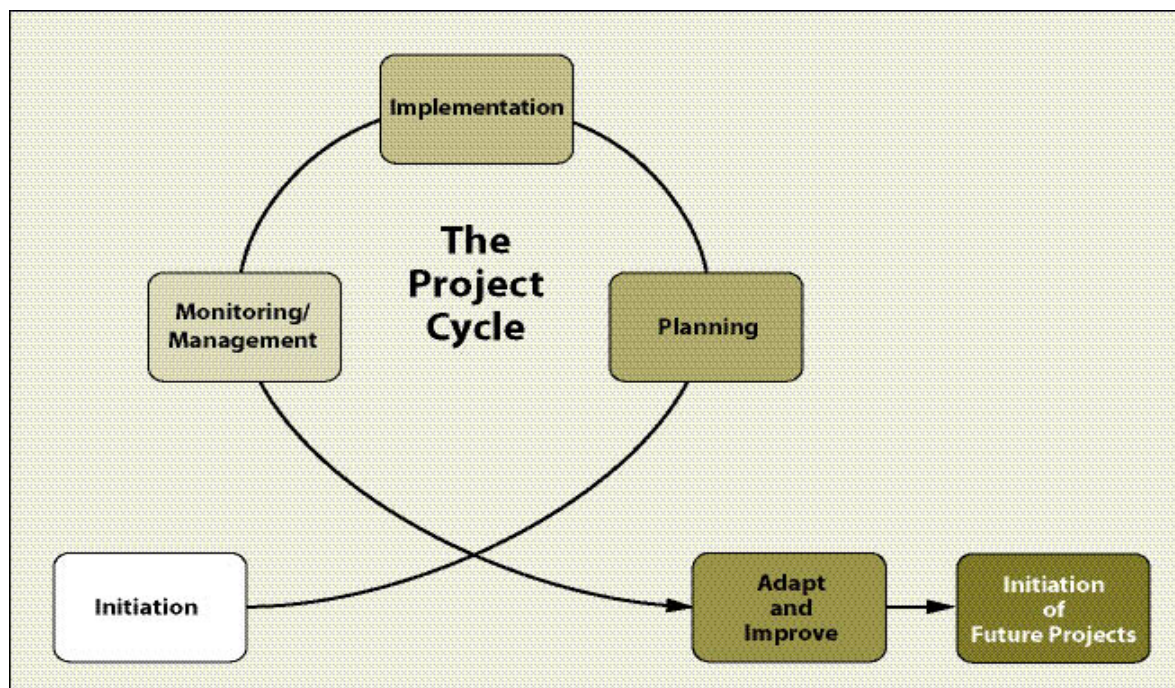 Implementation
The
Project
Cycle
Monitoring/
Management
Planning
Initiation
Adapt
and
Improve
Initiation
of
Future Projects